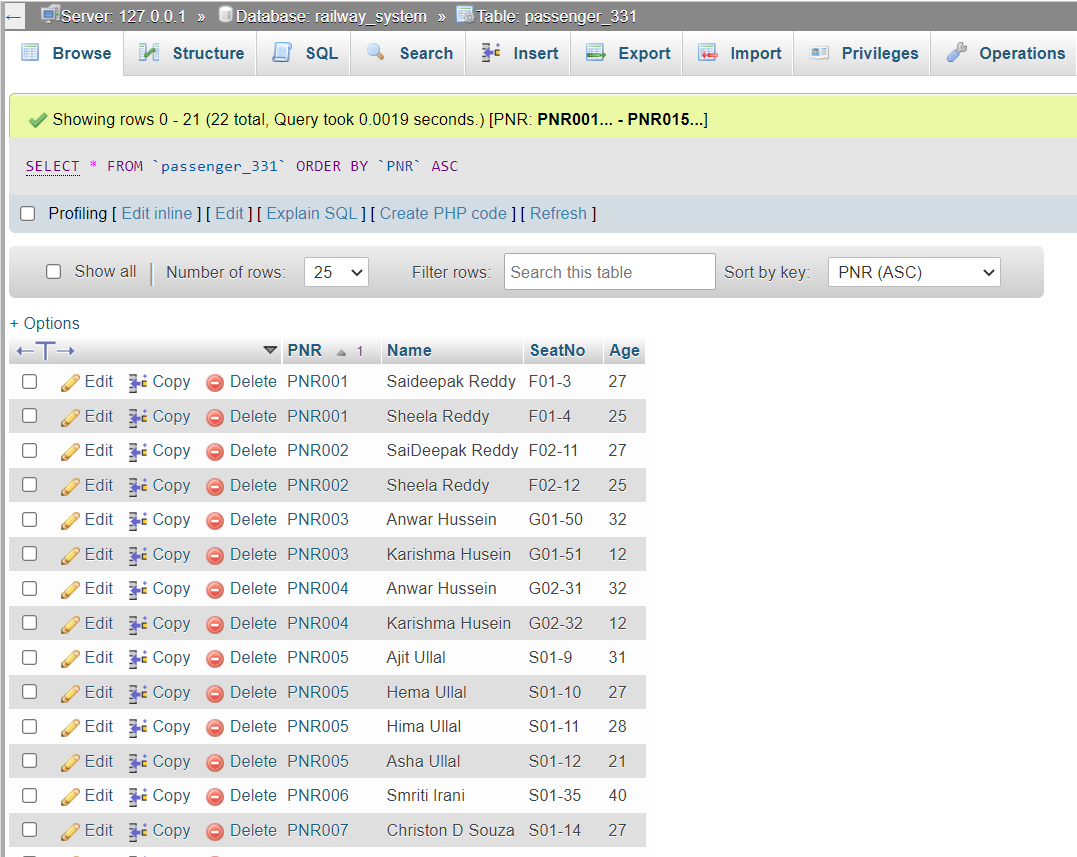 Server: 127.0.0.1 » Database: railway_system » Table: passenger_331
Browse Structure SQL Search Insert Export Import Privileges Operations
Showing rows 0 - 21 (22 total, Query took 0.0019 seconds.) [PNR: PNR001... - PNR015...]
SELECT * FROM `passenger_331` ORDER BY `PNR` ASC
Profiling [ Edit inline ] [ Edit ] [ Explain SQL ] [ Create PHP code ] [ Refresh ]
Show all | Number of rows: 25 Filter rows: Search this table Sort by key: PNR (ASC)
+ Options
←T→ PNR 1 Name SeatNo Age
Edit Copy Delete PNR001 Saideepak Reddy F01-3 27
Edit Copy Delete PNR001 Sheela Reddy F01-4 25
Edit Copy Delete PNR002 SaiDeepak Reddy F02-11 27
Edit Copy Delete PNR002 Sheela Reddy F02-12 25
Edit Copy Delete PNR003 Anwar Hussein G01-50 32
Edit Copy Delete PNR003 Karishma Husein G01-51 12
Edit Copy Delete PNR004 Anwar Hussein G02-31 32
Edit Copy Delete PNR004 Karishma Husein G02-32 12
Edit Copy Delete PNR005 Ajit Ullal S01-9 31
Edit Copy Delete PNR005 Hema Ullal S01-10 27
Edit Copy Delete PNR005 Hima Ullal S01-11 28
Edit Copy Delete PNR005 Asha Ullal S01-12 21
Edit Copy Delete PNR006 Smriti Irani S01-35 40
Edit Copy Delete PNR007 Christon D Souza S01-14 27